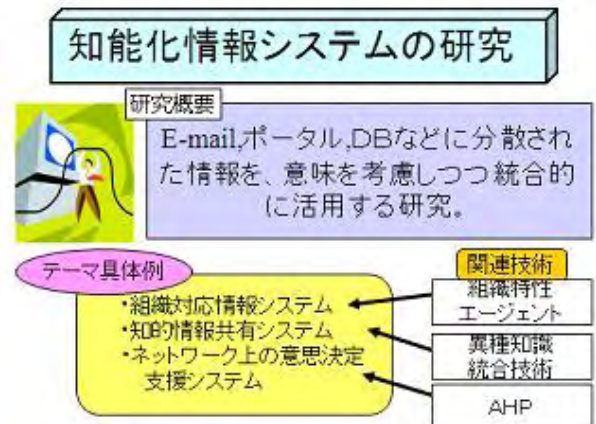 知能化情報システムの研究
研究概要
E-mail,ポータル,DBなどに分散され
た情報を、意味を考慮しつつ統合的
に活用する研究。
テーマ具体例
・組織対応情報システム
・知的情報共有システム
・ネットワーク上の意思決定
支援システム
関連技術
組織特性
エージェント
異種知識
統合技術
AHP